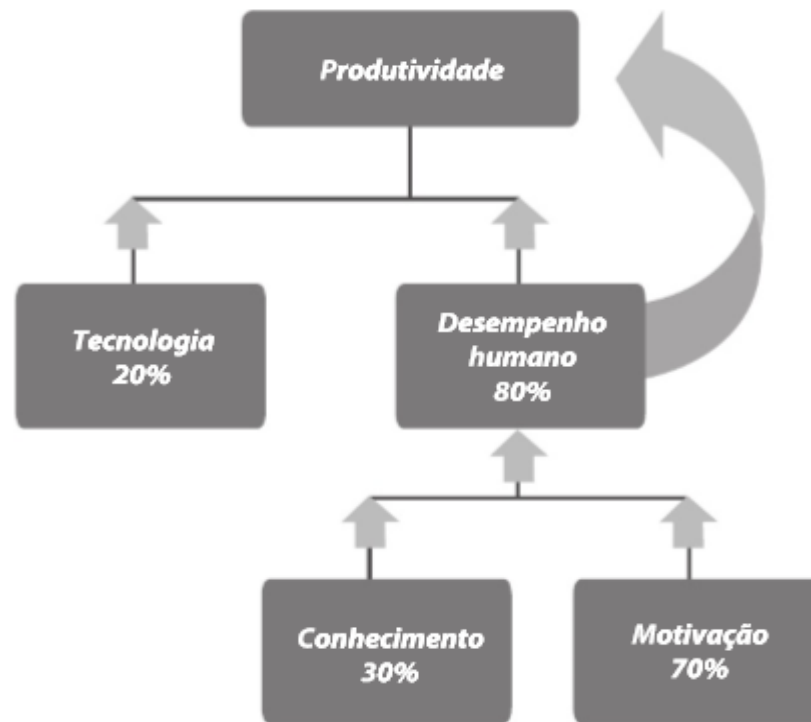 Produtividade
Tecnologia
20%
Desempenho
humano
80%
Conhecimento
30%
Motivação
70%